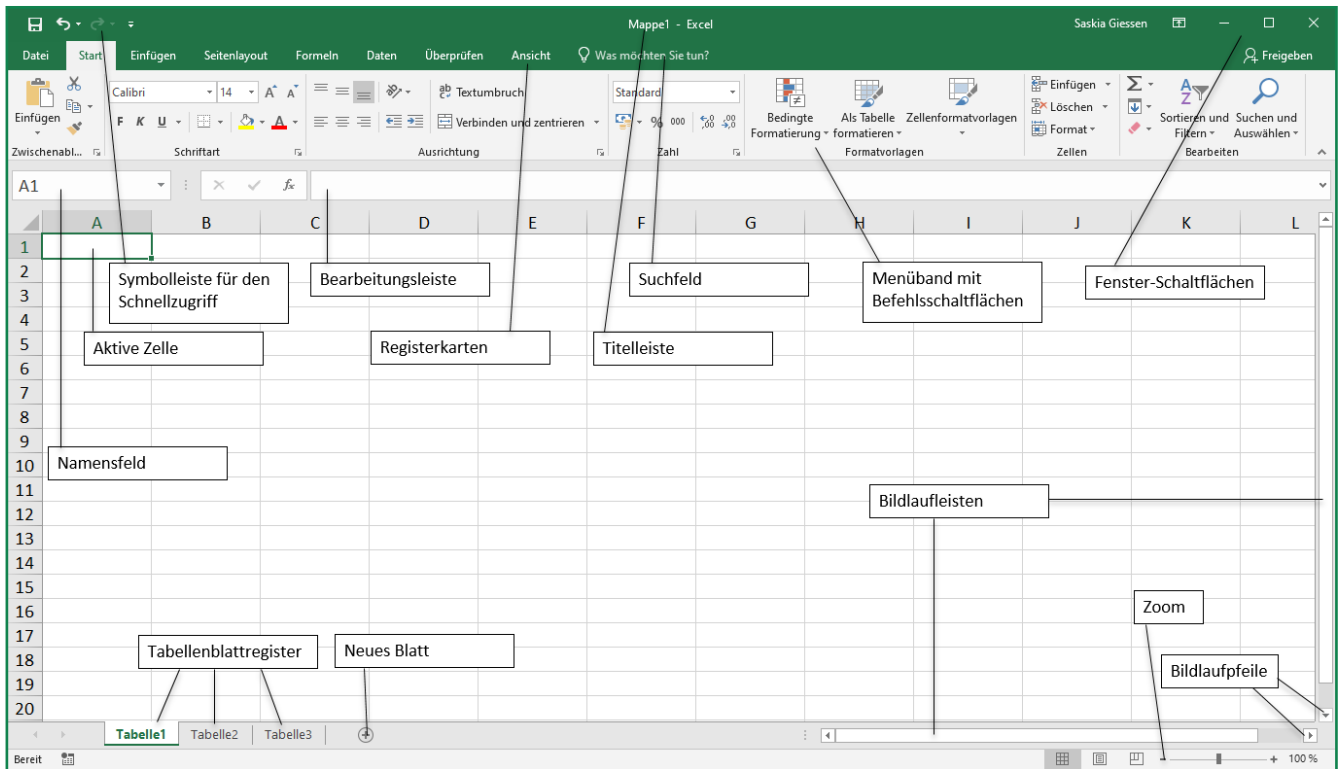 Mappe1 - Excel
Saskia Giessen
Datei Start Einfügen Seitenlayout Formeln Daten Überprüfen Ansicht Was möchten Sie tun? Freigeben
Einfügen
Zwischenabl...
Calibri 14 A A
F K U A
Schriftart
Textumbruch
Verbinden und zentrieren
Ausrichtung
Standard
% 000
Zahl
Bedingte
Formatierung
Als Tabelle
formatieren
Zellenformatvorlagen
Formatvorlagen
Einfügen
Löschen
Format
Zellen
Σ
Sortieren und
Filtern
Suchen und
Auswählen
Bearbeiten
A1 fx
A B C D E F G H I J K L
1
2
3
4
5
6
7
8
9
10
11
12
13
14
15
16
17
18
19
20
Symbolleiste für den
Schnellzugriff
Bearbeitungsleiste
Suchfeld
Menüband mit
Befehlsschaltflächen
Fenster-Schaltflächen
Aktive Zelle
Registerkarten
Titelleiste
Namensfeld
Bildlaufleisten
Zoom
Tabellenblattregister
Neues Blatt
Bildlaufpfeile
Tabelle1 Tabelle2 Tabelle3
Bereit
100 %